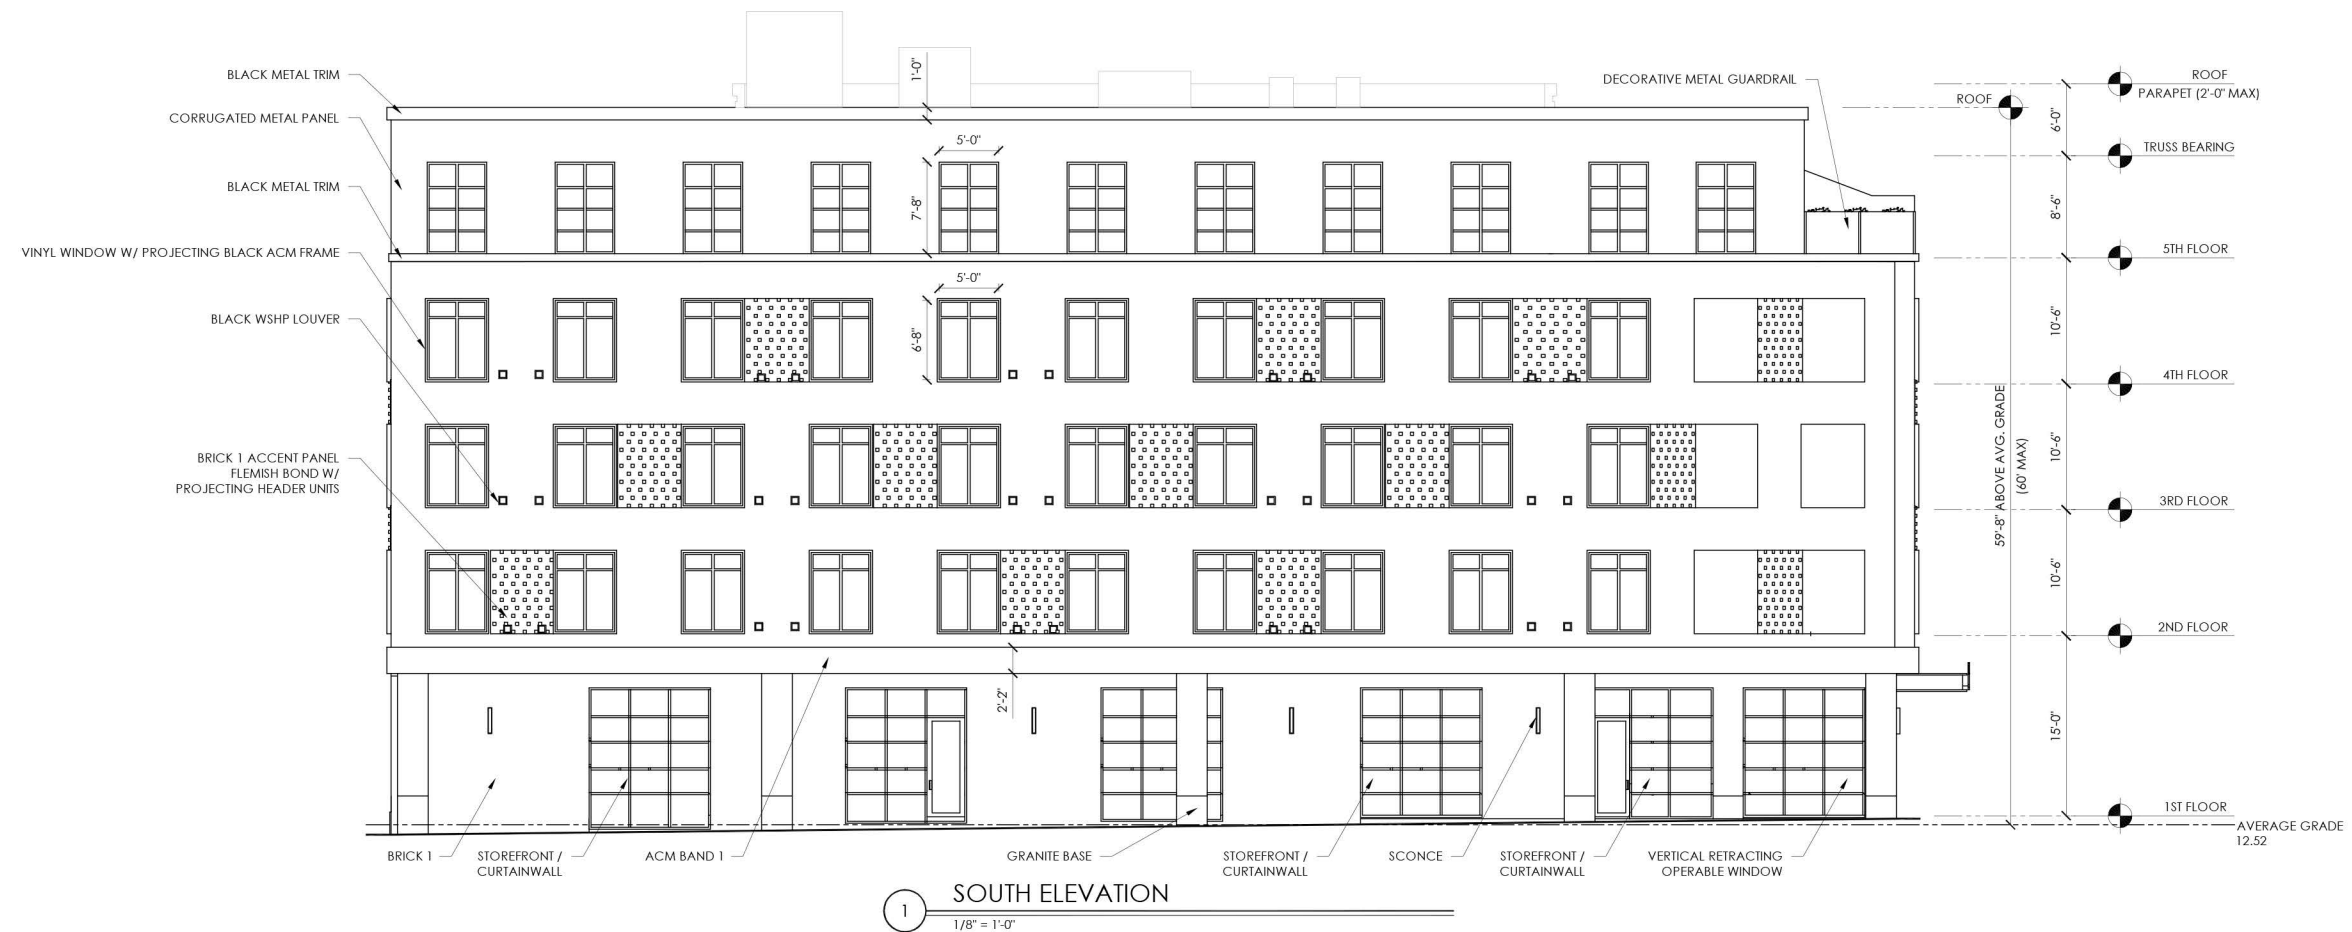 BLACK METAL TRIM
CORRUGATED METAL PANEL
BLACK METAL TRIM
VINYL WINDOW W/ PROJECTING BLACK ACM FRAME
BLACK WSHP LOUVER
BRICK 1 ACCENT PANEL
FLEMISH BOND W/
PROJECTING HEADER UNITS
1'-0"
5'-0"
7'-8"
5'-0"
6'-8"
2'-2"
DECORATIVE METAL GUARDRAIL
ROOF
59'-8" ABOVE AVG. GRADE
(60' MAX)
6'-0"
8'-6"
10'-6"
10'-6"
10'-6"
15'-0"
ROOF
PARAPET (2'-0" MAX)
TRUSS BEARING
5TH FLOOR
4TH FLOOR
3RD FLOOR
2ND FLOOR
1ST FLOOR
AVERAGE GRADE
12.52
BRICK 1
STOREFRONT /
CURTAINWALL
ACM BAND 1
GRANITE BASE
STOREFRONT /
CURTAINWALL
SCONCE
STOREFRONT /
CURTAINWALL
VERTICAL RETRACTING
OPERABLE WINDOW
1
SOUTH ELEVATION
1/8" = 1'-0"